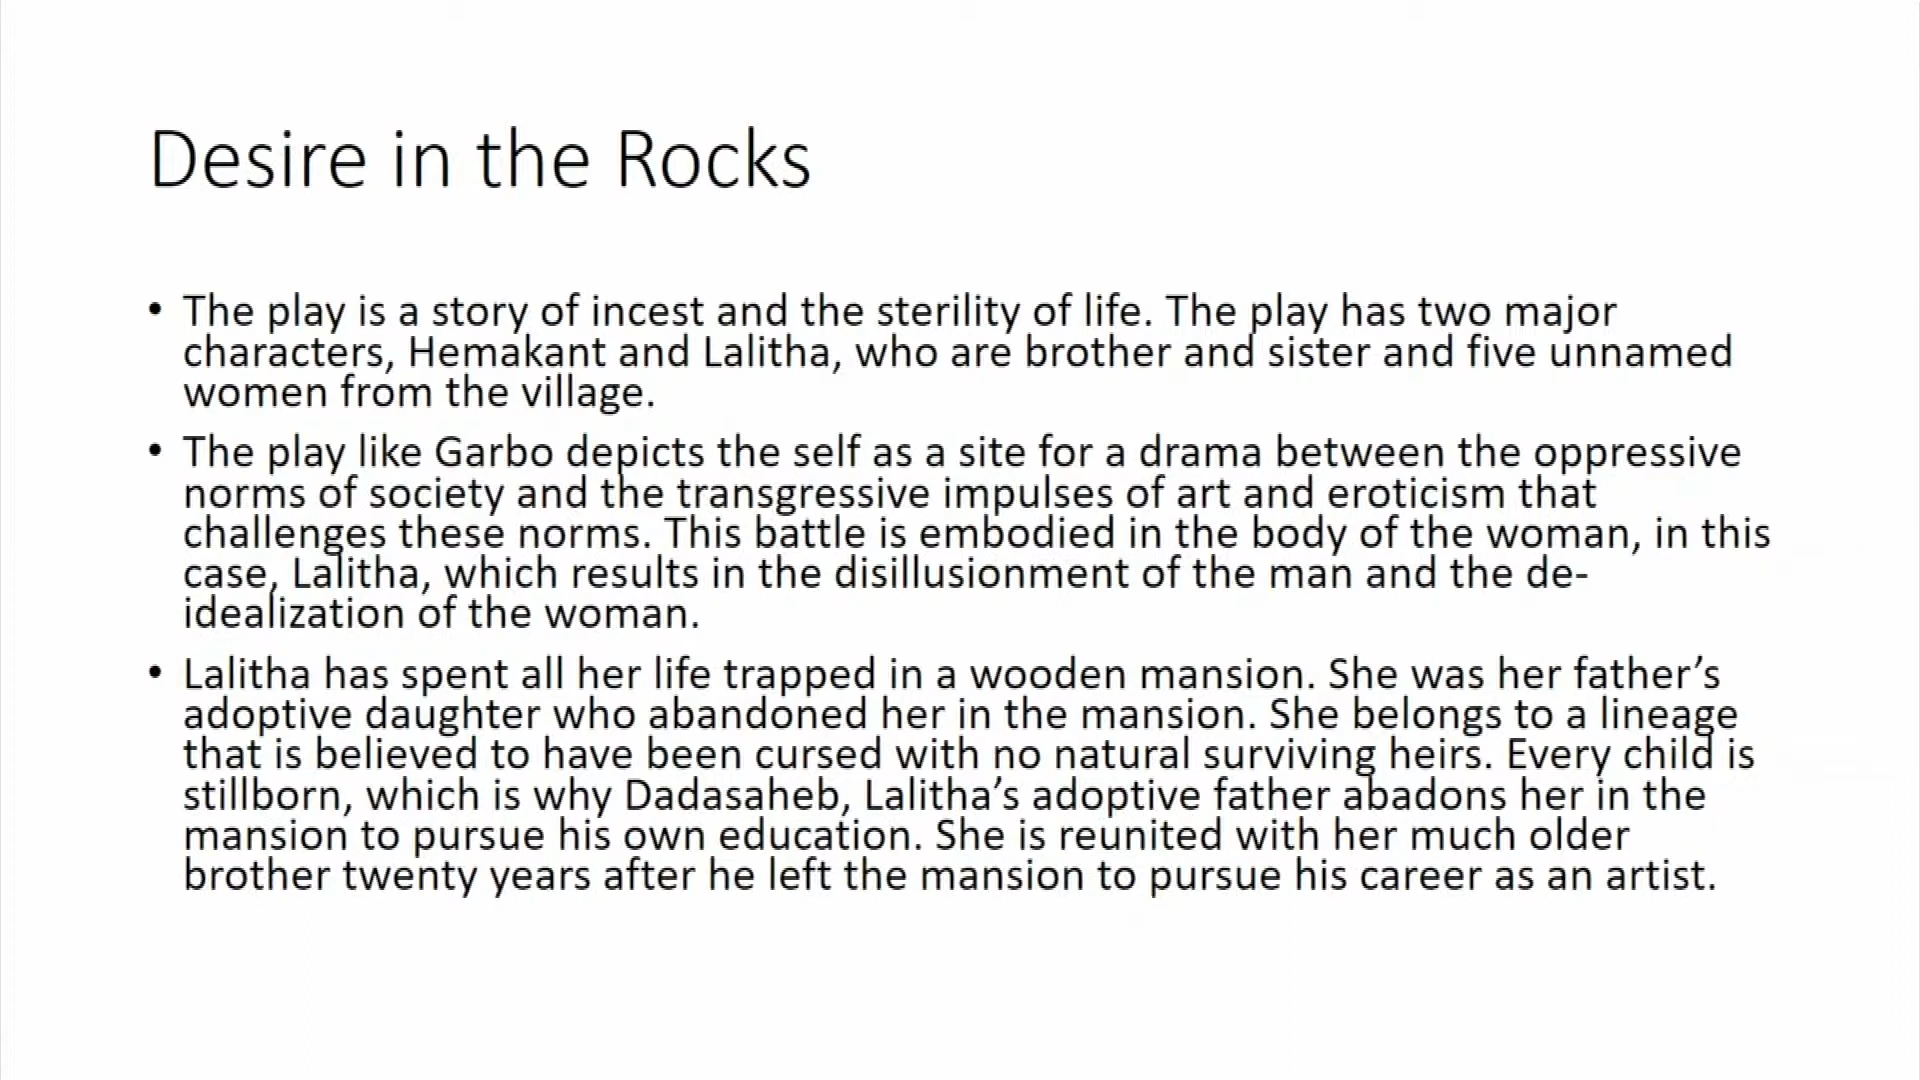 Desire in the Rocks
• The play is a story of incest and the sterility of life. The play has two major
characters, Hemakant and Lalitha, who are brother and sister and five unnamed
women from the village.
• The play like Garbo depicts the self as a site for a drama between the oppressive
norms of society and the transgressive impulses of art and eroticism that
challenges these norms. This battle is embodied in the body of the woman, in this
case, Lalitha, which results in the disillusionment of the man and the de-
idealization of the woman.
• Lalitha has spent all her life trapped in a wooden mansion. She was her father’s
adoptive daughter who abandoned her in the mansion. She belongs to a lineage
that is believed to have been cursed with no natural surviving heirs. Every child is
stillborn, which is why Dadasaheb, Lalitha’s adoptive father abadons her in the
mansion to pursue his own education. She is reunited with her much older
brother twenty years after he left the mansion to pursue his career as an artist.